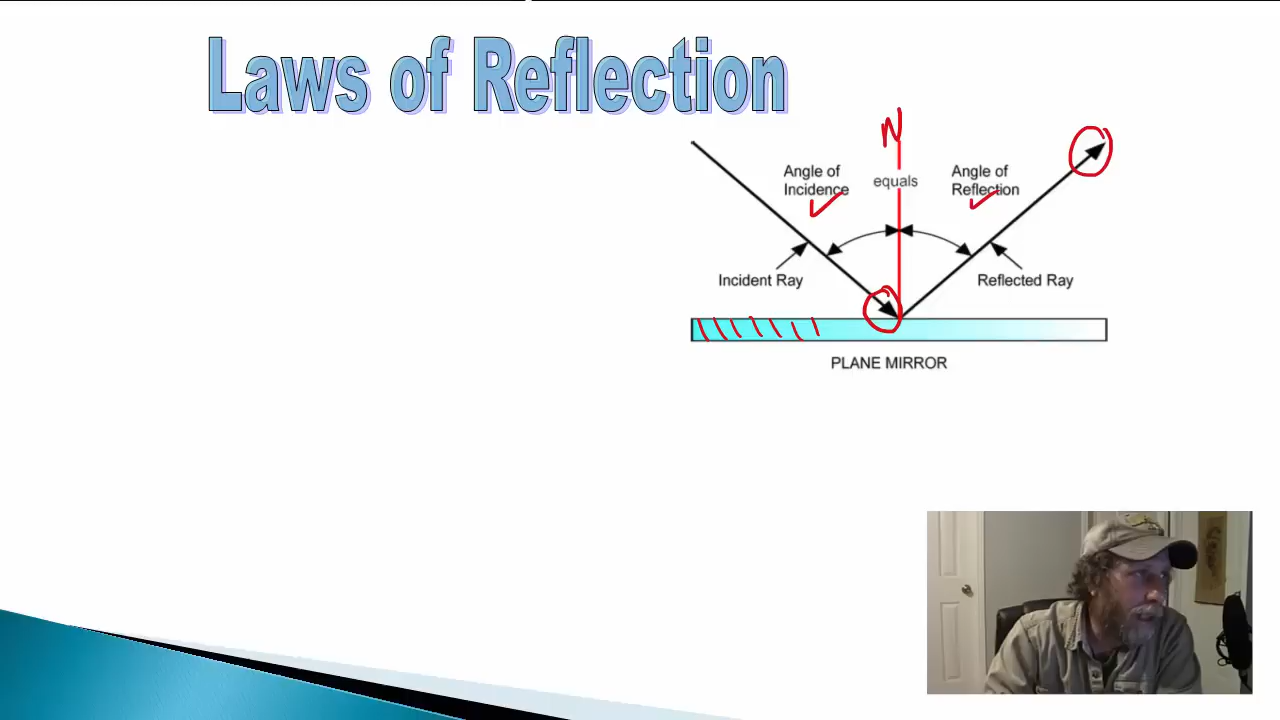 Laws of Reflection
N
Angle of
Incidence
equals
Angle of
Reflection
Incident Ray
Reflected Ray
PLANE MIRROR